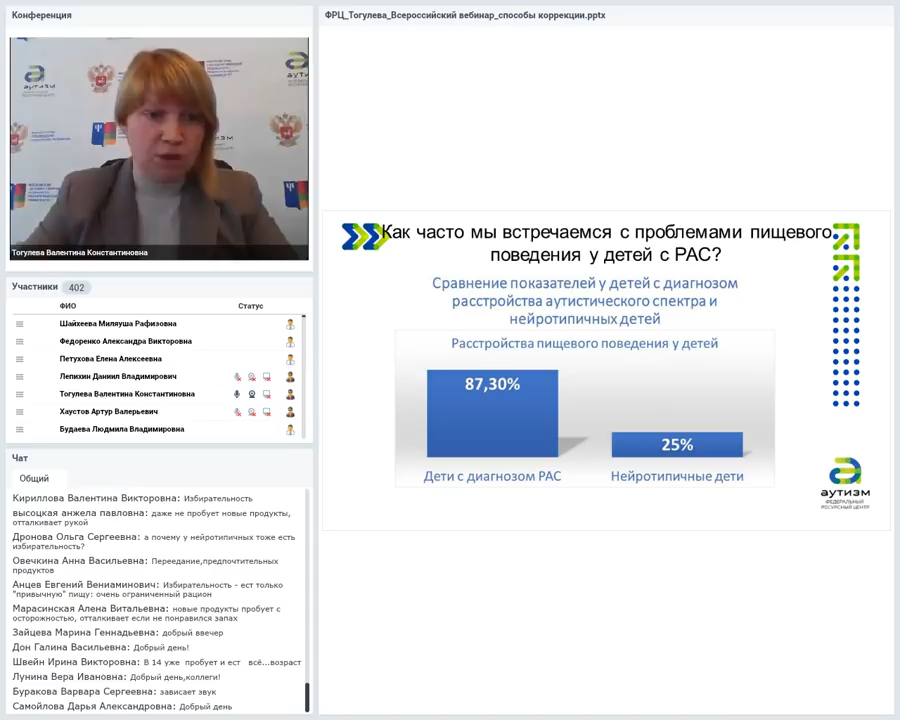 Конференция
аутизм
аутизм
Тогулева Валентина Константиновна
Участники 402
ФИО Статус
Шайхеева Миляуша Рафизовна
Федоренко Александра Викторовна
Петухова Елена Алексеевна
Лепихин Даниил Владимирович
Тогулева Валентина Константиновна
Хаустов Артур Валерьевич
Будаева Людмила Владимировна
Чат
Общий
Кириллова Валентина Викторовна: Избирательность
высоцкая анжела павловна: даже не пробует новые продукты,
отталкивает рукой
Дронова Ольга Сергеевна: а почему у нейротипичных тоже есть
избирательность?
Овечкина Анна Васильевна: Переедание,предпочтительных
продуктов
Анцев Евгений Вениаминович: Избирательность - ест только
"привычную" пищу: очень ограниченный рацион
Марасинская Алена Витальевна: новые продукты пробует с
осторожностью, отталкивает если не понравился запах
Зайцева Марина Геннадьевна: добрый ввечер
Дон Галина Васильевна: Добрый день!
Швейн Ирина Викторовна: В 14 уже пробует и ест всё...возраст
Лунина Вера Ивановна: Добрый день,коллеги!
Буракова Варвара Сергеевна: зависает звук
Самойлова Дарья Александровна: Добрый день
ФРЦ_Тогулева_Всероссийский вебинар_способы коррекции.pptx
Как часто мы встречаемся с проблемами пищевого
поведения у детей с РАС?
Сравнение показателей у детей с диагнозом
расстройства аутистического спектра и
нейротипичных детей
Расстройства пищевого поведения у детей
87,30%
25%
Дети с диагнозом РАС
Нейротипичные дети
аутизм
ФЕДЕРАЛЬНЫЙ
РЕСУРСНЫЙ ЦЕНТР